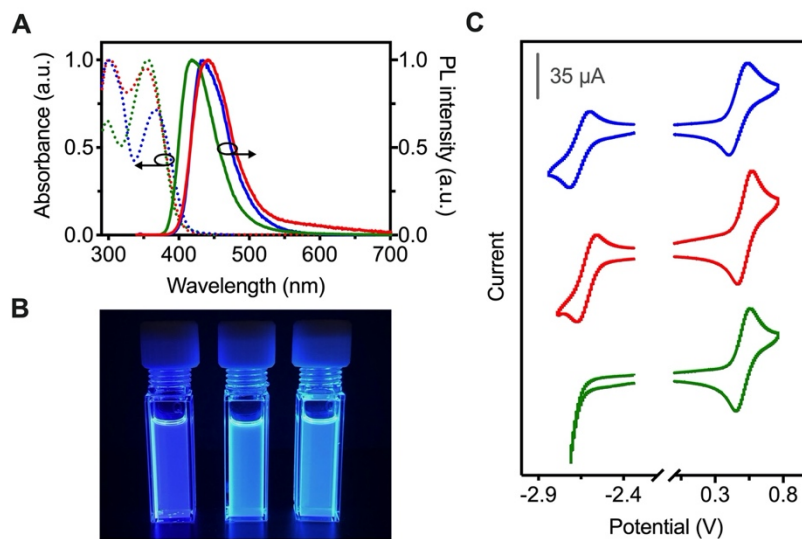 A
Absorbance (a.u.)
1.0
0.5
0.0
1.0
0.5
0.0
PL intensity (a.u.)
300 400 500 600 700
Wavelength (nm)
B
C
35 µA
Current
-2.9 -2.4 0.3 0.8
Potential (V)